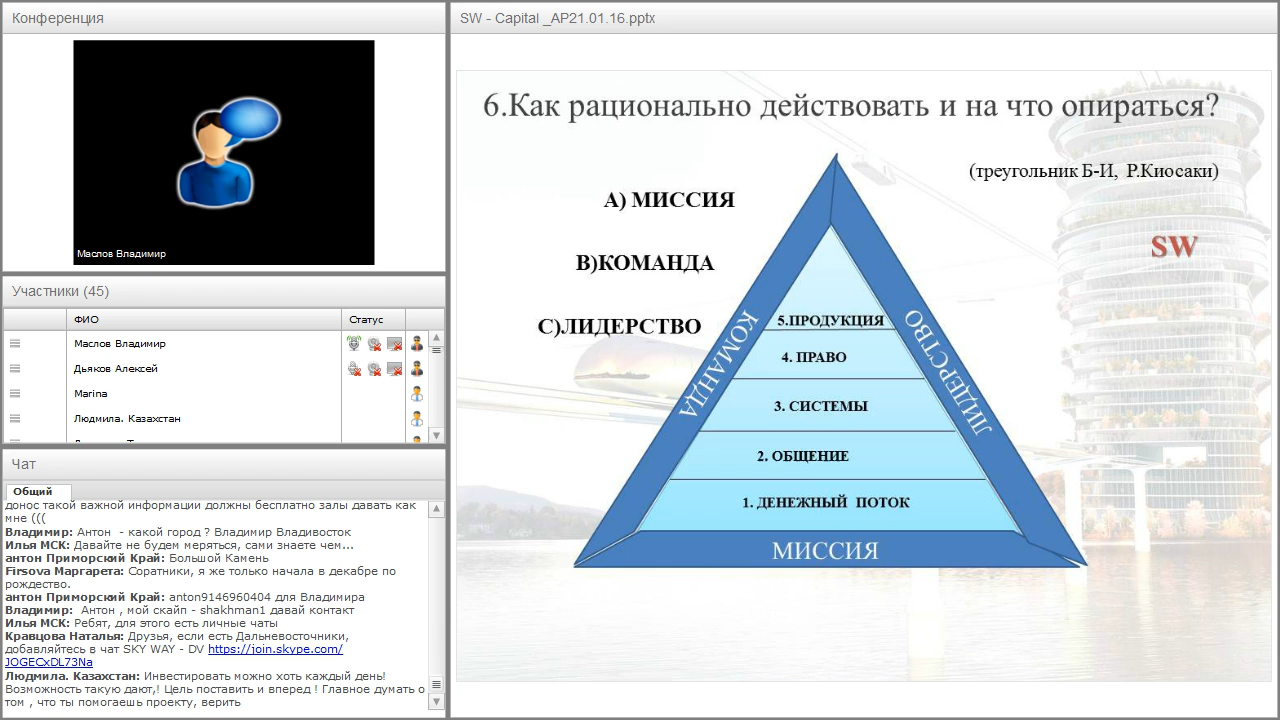 Конференция
Маслов Владимир
Участники (45)
ФИО
Статус
Маслов Владимир
Дьяков Алексей
Marina
Людмила. Казахстан
Чат
Общий
донос такой важной информации должны бесплатно залы давать как
мне (((
Владимир: Антон - какой город ? Владимир Владивосток
Илья МСК: Давайте не будем меряться, сами знаете чем...
антон Приморский Край: Большой Камень
Firsova Маргарета: Соратники, я же только начала в декабре по
рождество.
антон Приморский Край: anton9146960404 для Владимира
Владимир: Антон , мой скайп - shakhman1 давай контакт
Илья МСК: Ребят, для этого есть личные чаты
Кравцова Наталья: Друзья, если есть Дальневосточники,
добавляйтесь в чат SKY WAY - DV https://join.skype.com/
JOGECxDL73Na
Людмила. Казахстан: Инвестировать можно хоть каждый день!
Возможность такую дают,! Цель поставить и вперед ! Главное думать о
том , что ты помогаешь проекту, верить
SW - Capital _AP21.01.16.pptx
6.Как рационально действовать и на что опираться?
(треугольник Б-И, Р.Киосаки)
А) МИССИЯ
SW
В)КОМАНДА
С)ЛИДЕРСТВО
КОМАНДА
ЛИДЕРСТВО
5.ПРОДУКЦИЯ
4. ПРАВО
3. СИСТЕМЫ
2. ОБЩЕНИЕ
1. ДЕНЕЖНЫЙ ПОТОК
МИССИЯ